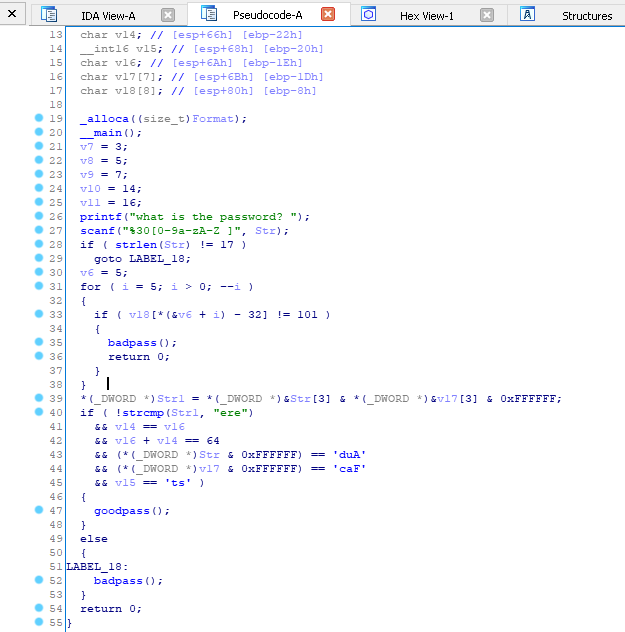 IDA View-A Pseudocode-A Hex View-1 Structures
13 char v14; // [esp+66h] [ebp-22h]
14 __int16 v15; // [esp+68h] [ebp-20h]
15 char v16; // [esp+6Ah] [ebp-1Eh]
16 char v17[7]; // [esp+6Bh] [ebp-1Dh]
17 char v18[8]; // [esp+80h] [ebp-8h]
18
19 _alloca((size_t)Format);
20 __main();
21 v7 = 3;
22 v8 = 5;
23 v9 = 7;
24 v10 = 14;
25 v11 = 16;
26 printf("what is the password? ");
27 scanf("%30[0-9a-zA-Z ]", Str);
28 if ( strlen(Str) != 17 )
29 goto LABEL_18;
30 v6 = 5;
31 for ( i = 5; i > 0; --i )
32 {
33 if ( v18[*(&v6 + i) - 32] != 101 )
34 {
35 badpass();
36 return 0;
37 }
38 }
39 *(_DWORD *)Str1 = *(_DWORD *)&Str[3] & *(_DWORD *)&v17[3] & 0xFFFFFF;
40 if ( !strcmp(Str1, "ere")
41 && v14 == v16
42 && v16 + v14 == 64
43 && (*(_DWORD *)Str & 0xFFFFFF) == 'duA'
44 && (*(_DWORD *)v17 & 0xFFFFFF) == 'caF'
45 && v15 == 'ts' )
46 {
47 goodpass();
48 }
49 else
50 {
51 LABEL_18:
52 badpass();
53 }
54 return 0;
55 }